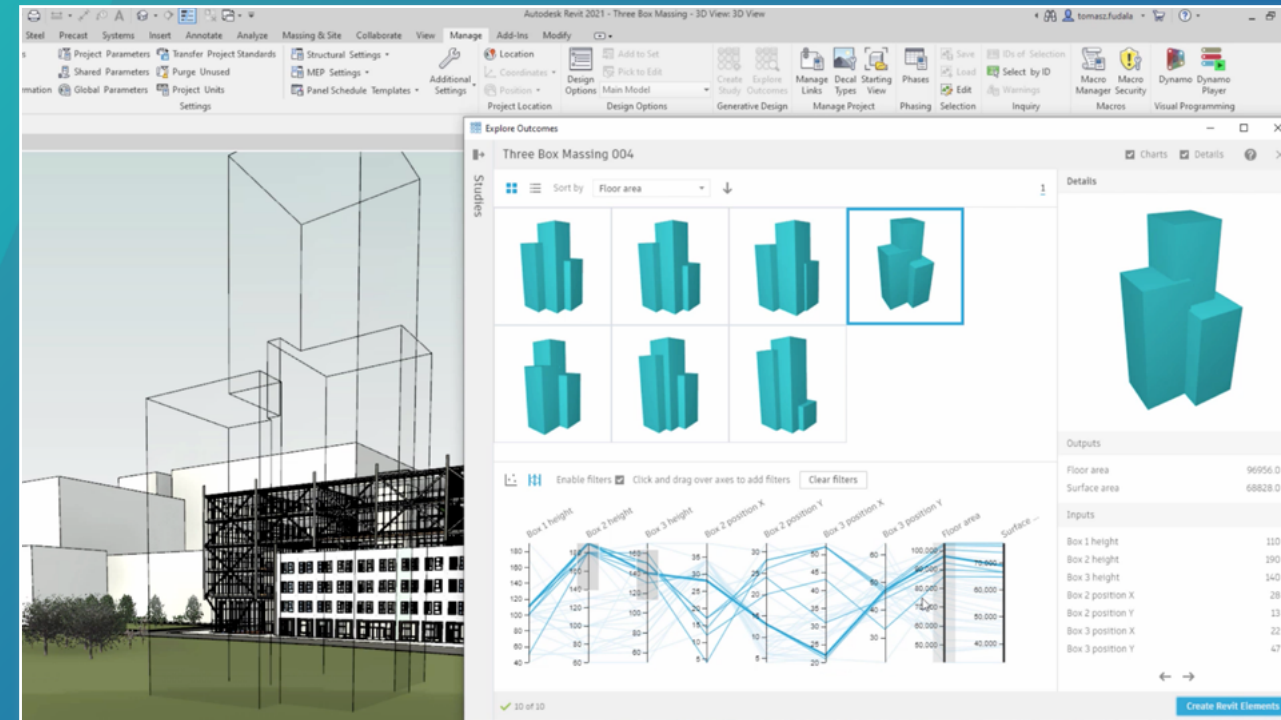 Autodesk Revit 2021 - Three Box Massing - 3D View: 3D View
tomasz.fudala
Steel Precast Systems Insert Annotate Analyze Massing & Site Collaborate View Manage Add-Ins Modify
Project Parameters Transfer Project Standards Structural Settings Location Add to Set Save IDs of Selection
Shared Parameters Purge Unused MEP Settings Coordinates Pick to Edit Load Select by ID
Global Parameters Project Units Panel Schedule Templates Position Main Model Edit Warnings
Additional Settings
Design Options
Create Study
Explore Outcomes
Manage Links
Decal Types
Starting View
Phases
Macro Manager
Macro Security
Dynamo
Dynamo Player
Settings Project Location Design Options Generative Design Manage Project Phasing Selection Inquiry Macros Visual Programming
Explore Outcomes
Three Box Massing 004
Charts Details
Studies
Sort by Floor area
1
Details
Outputs
Floor area 96956.0
Surface area 68828.0
Inputs
Box 1 height 110
Box 2 height 190
Box 3 height 140
Box 2 position X 28
Box 2 position Y 13
Box 3 position X 22
Box 3 position Y 47
Enable filters Click and drag over axes to add filters Clear filters
Box 1 height Box 2 height Box 3 height Box 2 position X Box 2 position Y Box 3 position X Box 3 position Y Floor area Surface ...
10 of 10
Create Revit Elements